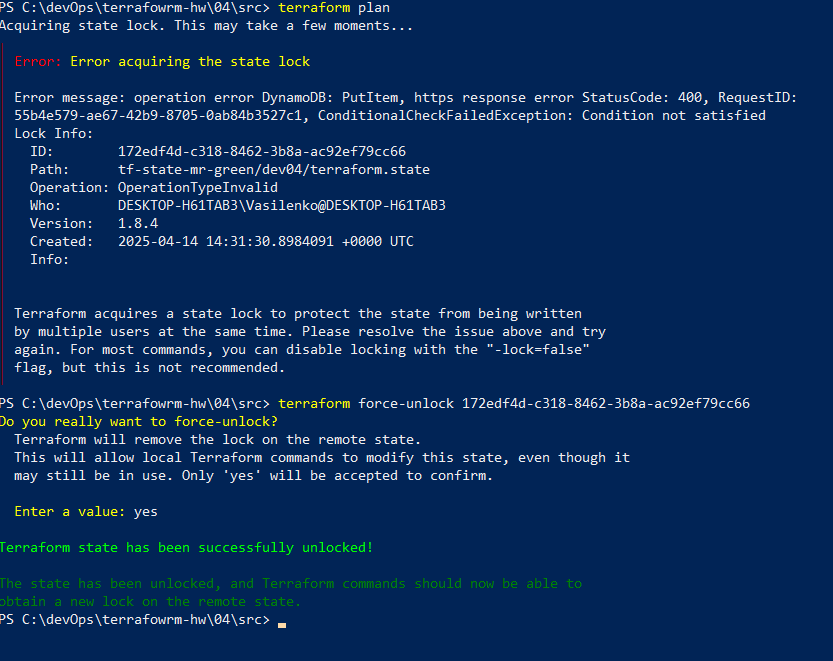 PS C:\devOps\terrafowrm-hw\04\src> terraform plan
Acquiring state lock. This may take a few moments...
Error: Error acquiring the state lock
Error message: operation error DynamoDB: PutItem, https response error StatusCode: 400, RequestID:
55b4e579-ae67-42b9-8705-0ab84b3527c1, ConditionalCheckFailedException: Condition not satisfied
Lock Info:
ID: 172edf4d-c318-8462-3b8a-ac92ef79cc66
Path: tf-state-mr-green/dev04/terraform.state
Operation: OperationTypeInvalid
Who: DESKTOP-H61TAB3\Vasilenko@DESKTOP-H61TAB3
Version: 1.8.4
Created: 2025-04-14 14:31:30.8984091 +0000 UTC
Info:
Terraform acquires a state lock to protect the state from being written
by multiple users at the same time. Please resolve the issue above and try
again. For most commands, you can disable locking with the "-lock=false"
flag, but this is not recommended.
PS C:\devOps\terrafowrm-hw\04\src> terraform force-unlock 172edf4d-c318-8462-3b8a-ac92ef79cc66
Do you really want to force-unlock?
Terraform will remove the lock on the remote state.
This will allow local Terraform commands to modify this state, even though it
may still be in use. Only 'yes' will be accepted to confirm.
Enter a value: yes
Terraform state has been successfully unlocked!
The state has been unlocked, and Terraform commands should now be able to
obtain a new lock on the remote state.
PS C:\devOps\terrafowrm-hw\04\src>